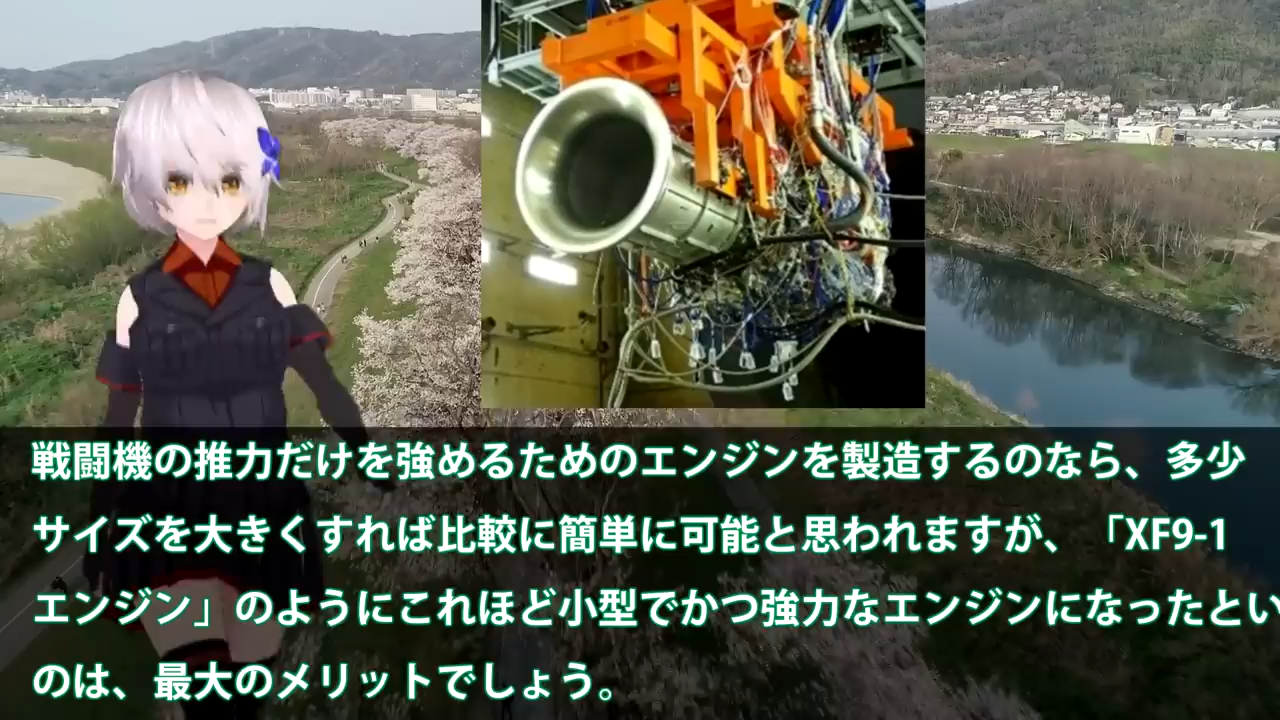 戦闘機の推力だけを強めるためのエンジンを製造するのなら、多少
サイズを大きくすれば比較に簡単に可能と思われますが、「XF9-1
エンジン」のようにこれほど小型でかつ強力なエンジンになったとい
のは、最大のメリットでしょう。